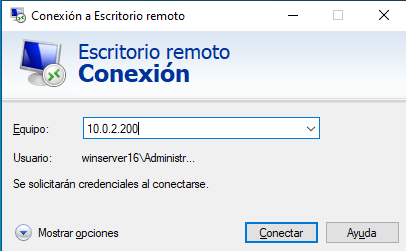 Conexión a Escritorio remoto
Escritorio remoto
Conexión
Equipo: 10.0.2.200
Usuario: winserver16\Administr...
Se solicitarán credenciales al conectarse.
Mostrar opciones Conectar Ayuda